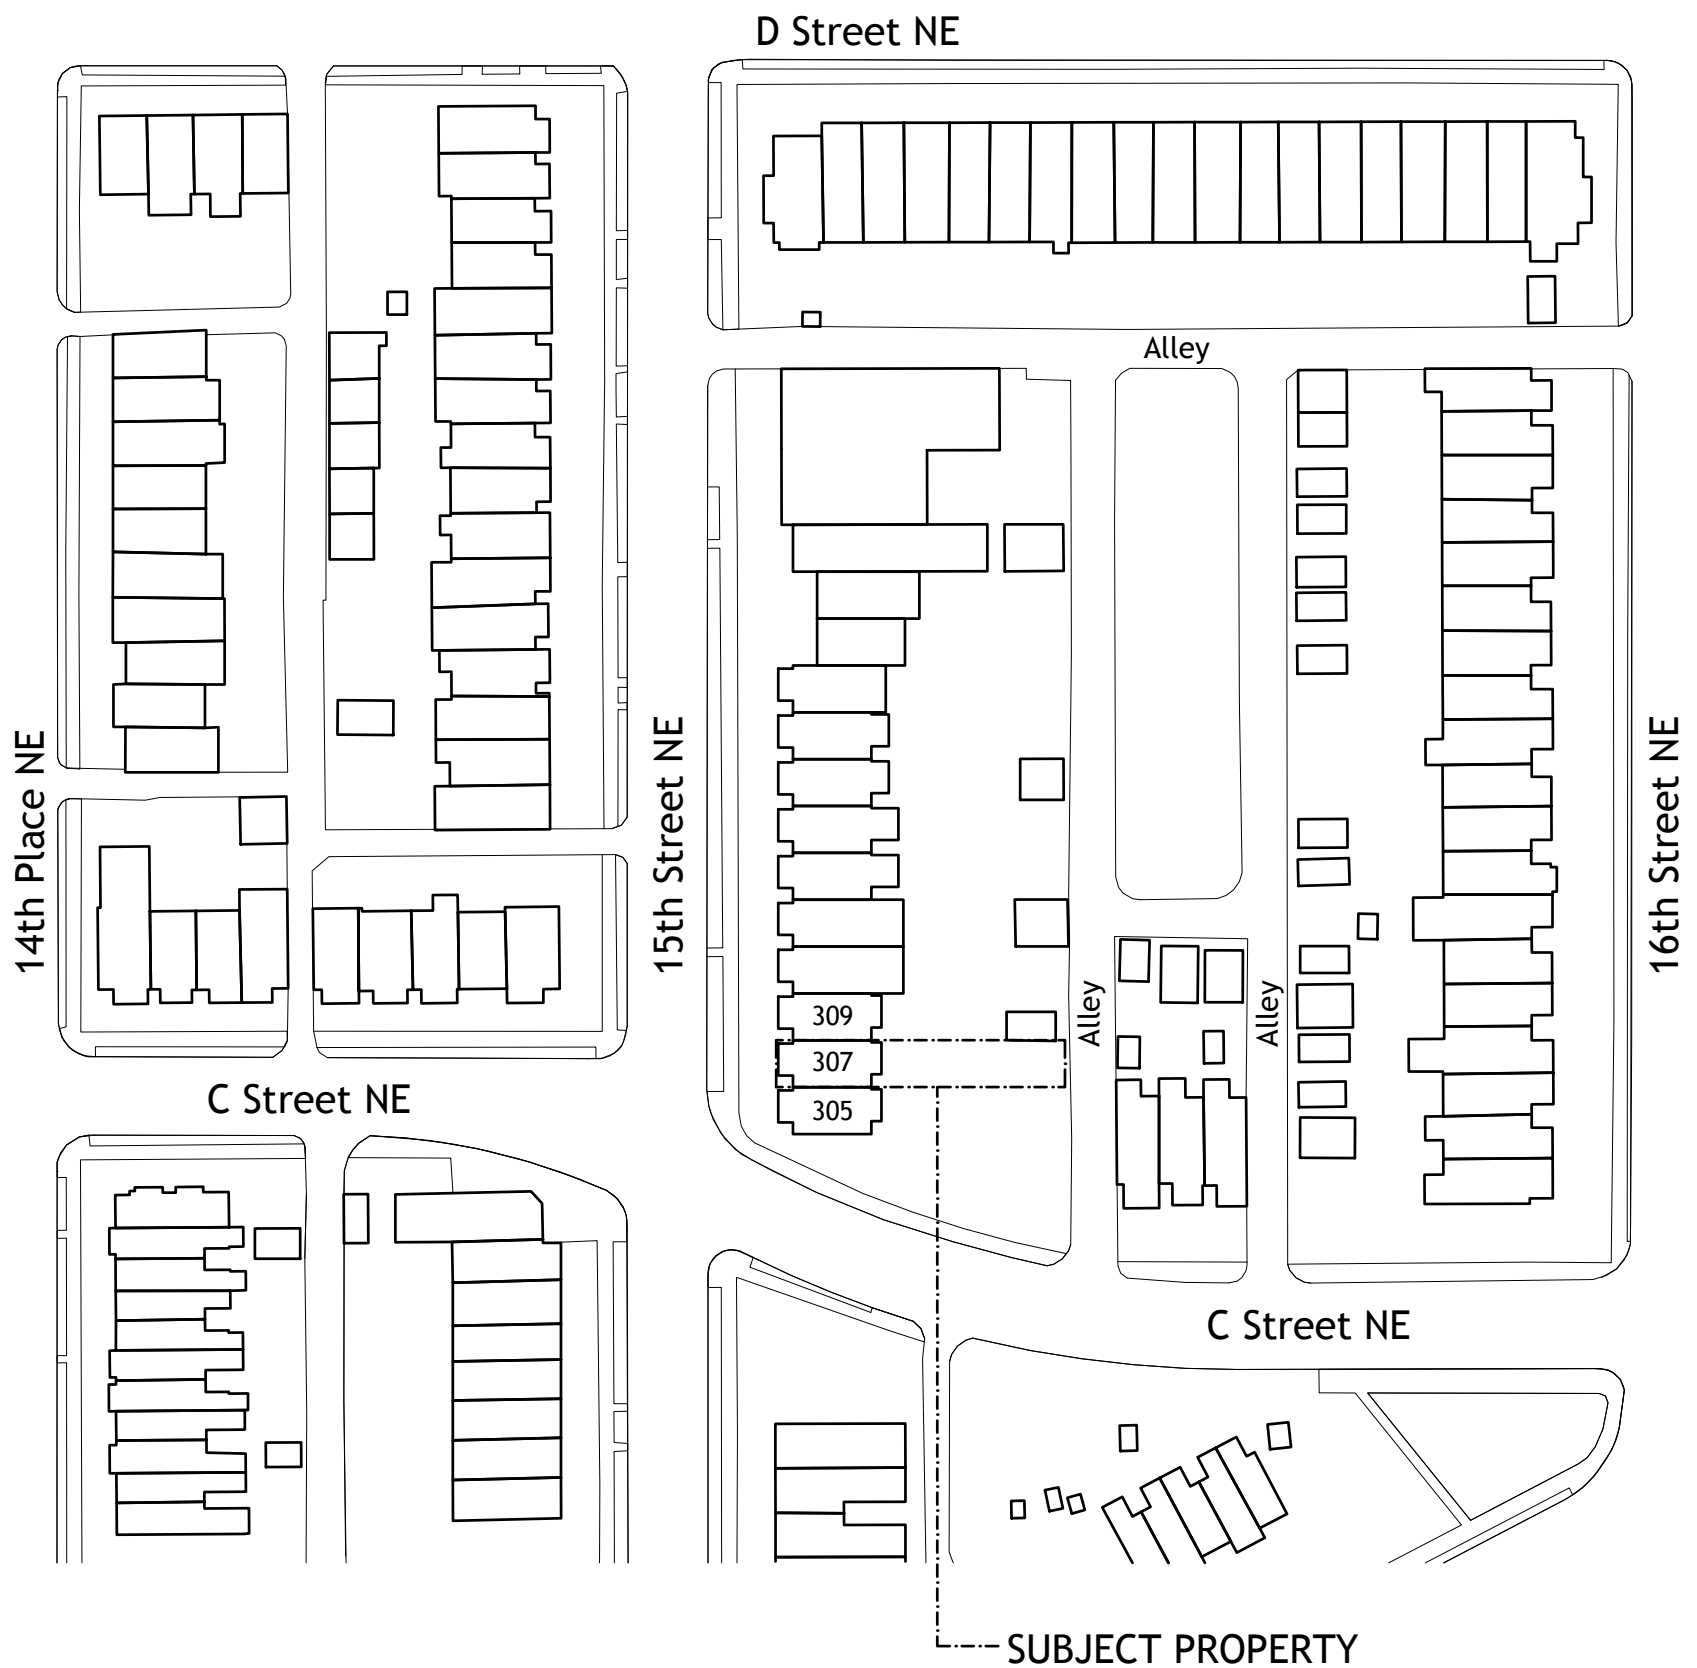 D Street NE
Alley
14th Place NE
15th Street NE
16th Street NE
Alley
Alley
309
307
305
C Street NE
C Street NE
SUBJECT PROPERTY